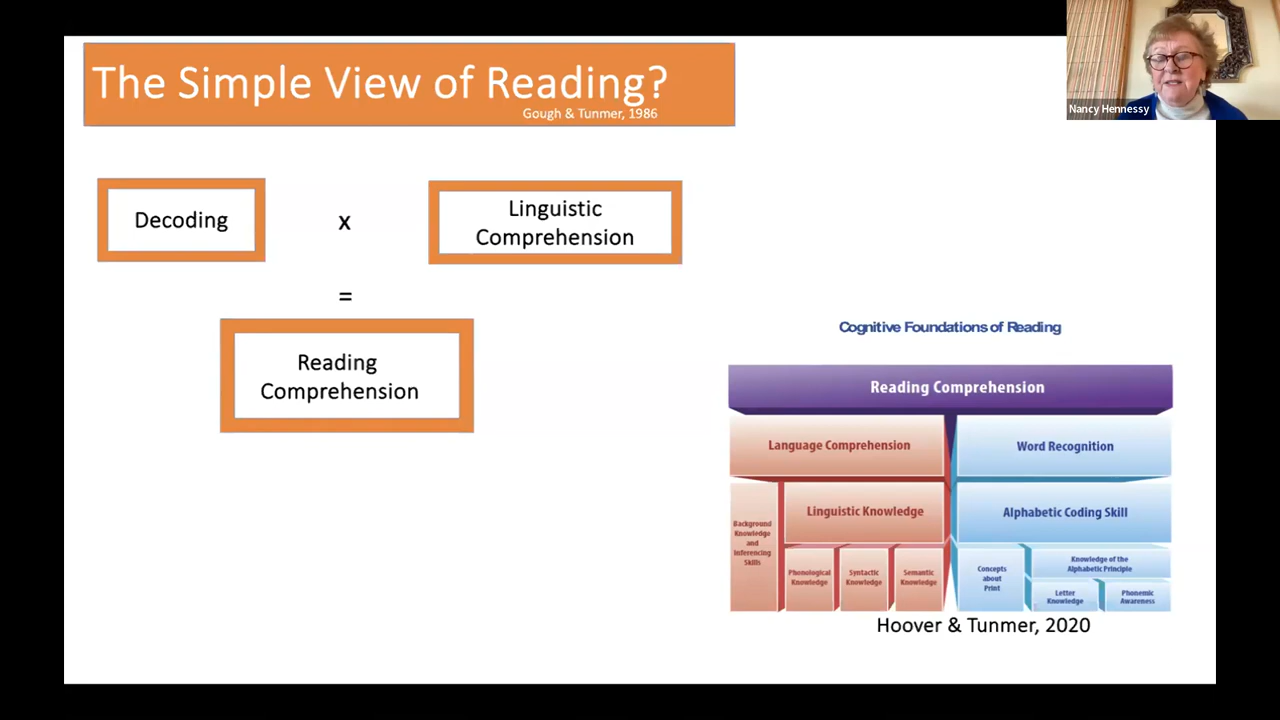 The Simple View of Reading?
Gough & Tunmer, 1986
Nancy Hennessy
Decoding
x
Linguistic
Comprehension
=
Reading
Comprehension
Cognitive Foundations of Reading
Reading Comprehension
Language Comprehension
Word Recognition
Linguistic Knowledge
Alphabetic Coding Skill
Background
Knowledge
and
Inferencing
Skills
Phonological
Knowledge
Syntactic
Knowledge
Semantic
Knowledge
Concepts
about
Print
Knowledge of the
Alphabetic Principle
Letter
Knowledge
Phonemic
Awareness
Hoover & Tunmer, 2020